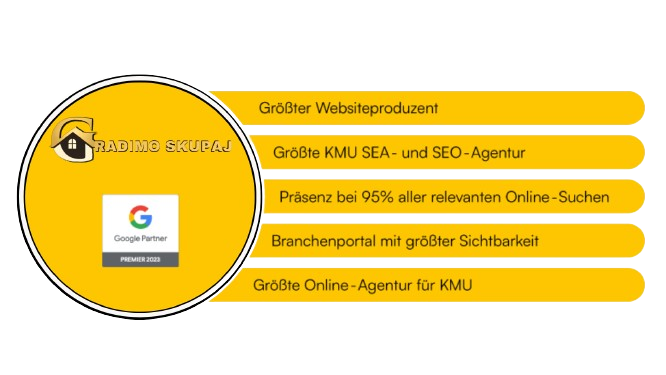 GRADIMO SKUPAJ
Google Partner
PREMIER 2023
Größter Websiteproduzent
Größte KMU SEA- und SEO-Agentur
Präsenz bei 95% aller relevanten Online-Suchen
Branchenportal mit größter Sichtbarkeit
Größte Online-Agentur für KMU